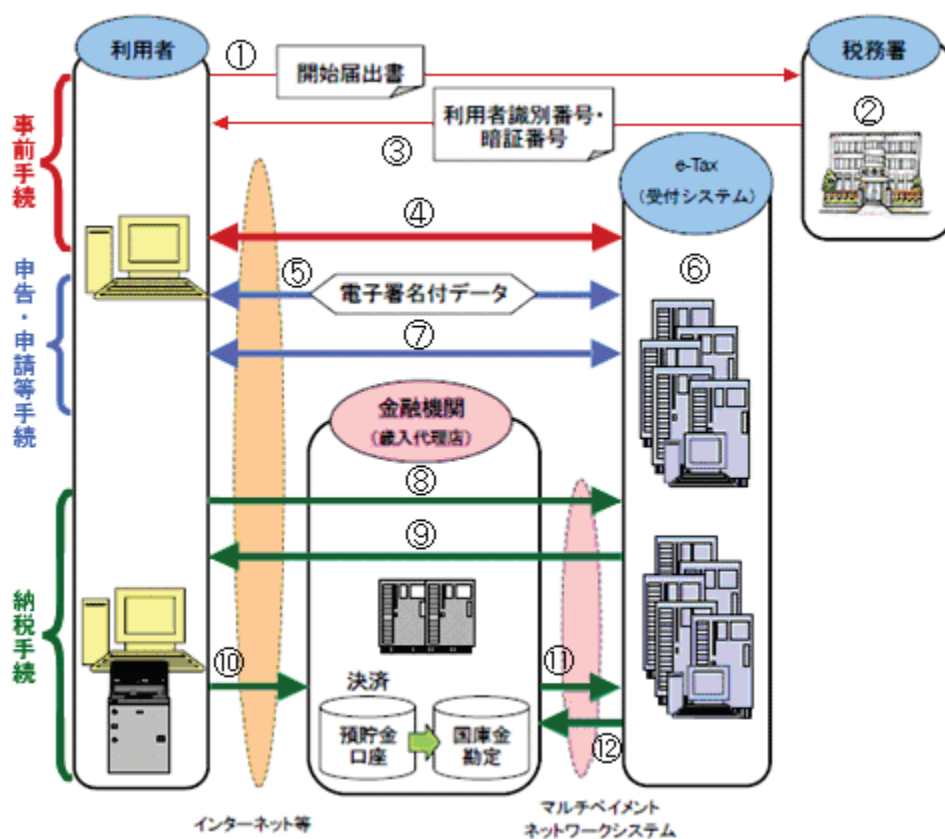 利用者
①
開始届出書
税務署
②
利用者識別番号・
暗証番号
③
事前手続
e-Tax
(受付システム)
④
⑤
電子署名付データ
⑥
⑦
申告・申請等手続
金融機関
(歳入代理店)
⑧
⑨
納税手続
⑩
⑪
決済
預貯金
口座
国庫金
勘定
⑫
インターネット等
マルチペイメント
ネットワークシステム